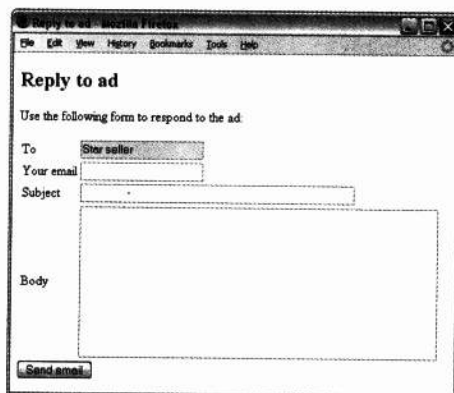 Reply to ad - Mozilla Firefox
File Edit View History Bookmarks Tools Help
Reply to ad
Use the following form to respond to the ad:
To Star seller
Your email
Subject
Body
Send email